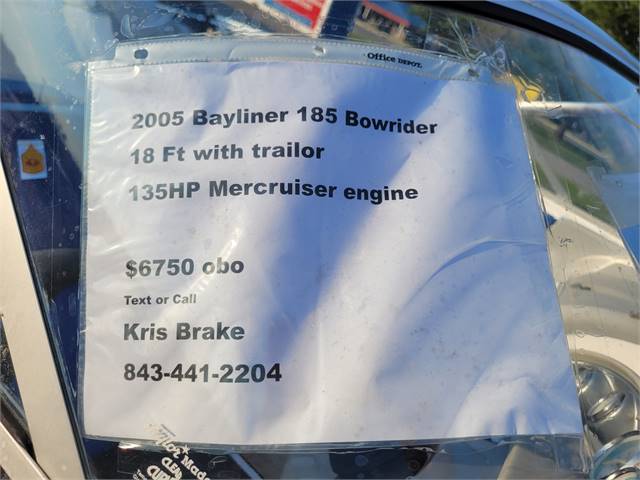 Office DEPOT.
2005 Bayliner 185 Bowrider
18 Ft with trailor
135HP Mercruiser engine
$6750 obo
Text or Call
Kris Brake
843-441-2204
Made